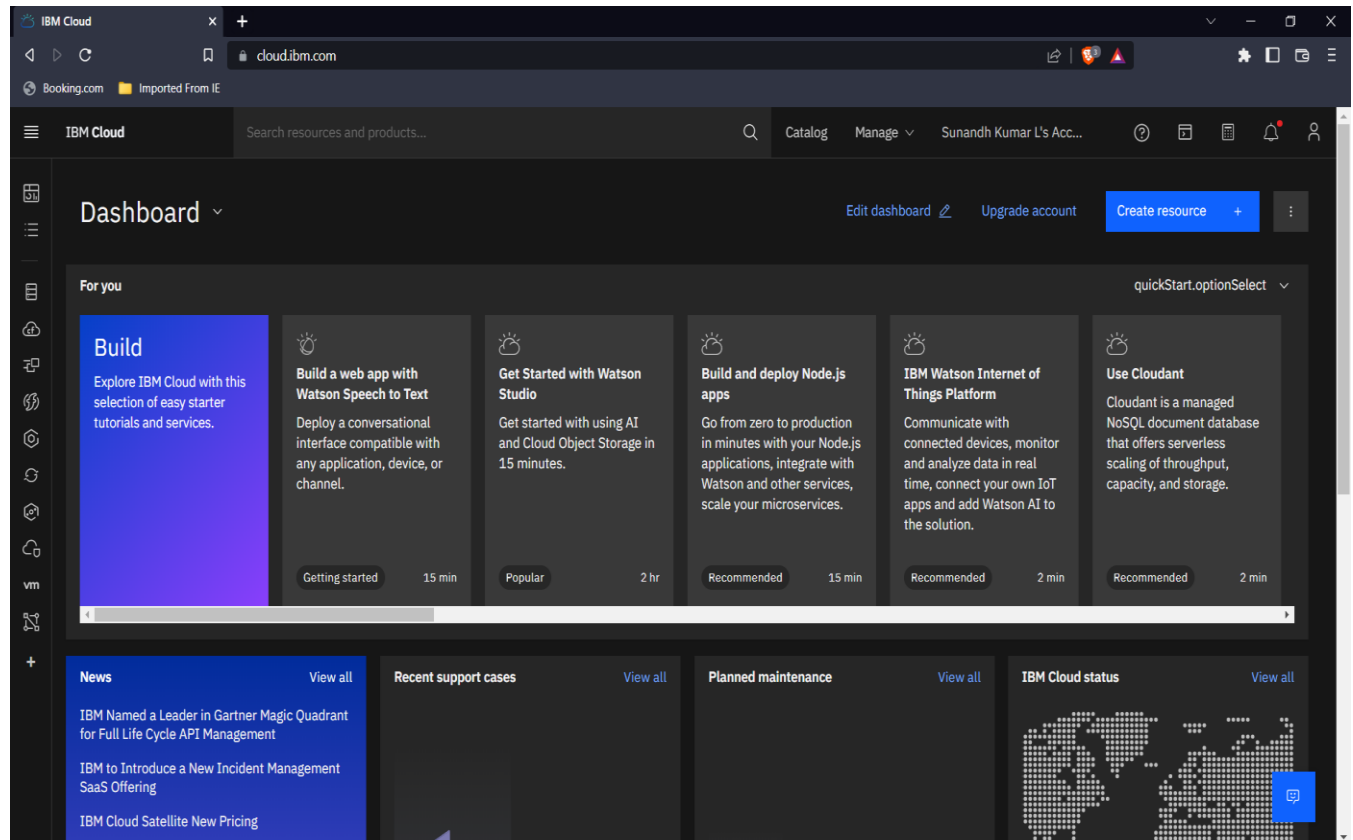 IBM Cloud
cloud.ibm.com
3
Booking.com Imported From IE
IBM Cloud Search resources and products... Catalog Manage Sunandh Kumar L's Acc...
Dashboard Edit dashboard Upgrade account Create resource +
For you quickStart.optionSelect
Build
Explore IBM Cloud with this
selection of easy starter
tutorials and services.
Build a web app with
Watson Speech to Text
Deploy a conversational
interface compatible with
any application, device, or
channel.
Getting started 15 min
Get Started with Watson
Studio
Get started with using AI
and Cloud Object Storage in
15 minutes.
Popular 2 hr
Build and deploy Node.js
apps
Go from zero to production
in minutes with your Node.js
applications, integrate with
Watson and other services,
scale your microservices.
Recommended 15 min
IBM Watson Internet of
Things Platform
Communicate with
connected devices, monitor
and analyze data in real
time, connect your own IoT
apps and add Watson AI to
the solution.
Recommended 2 min
Use Cloudant
Cloudant is a managed
NoSQL document database
that offers serverless
scaling of throughput,
capacity, and storage.
Recommended 2 min
vm
News View all
IBM Named a Leader in Gartner Magic Quadrant
for Full Life Cycle API Management
IBM to Introduce a New Incident Management
SaaS Offering
IBM Cloud Satellite New Pricing
Recent support cases View all
Planned maintenance View all
IBM Cloud status View all